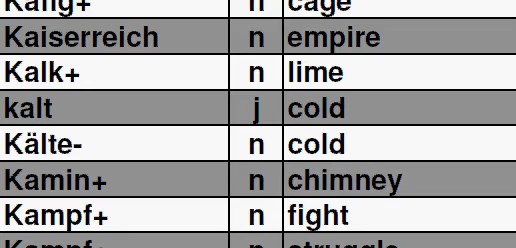 Käfig+ n cage
Kaiserreich n empire
Kalk+ n lime
kalt j cold
Kälte- n cold
Kamin+ n chimney
Kampf+ n fight
Kampf+ n struggle